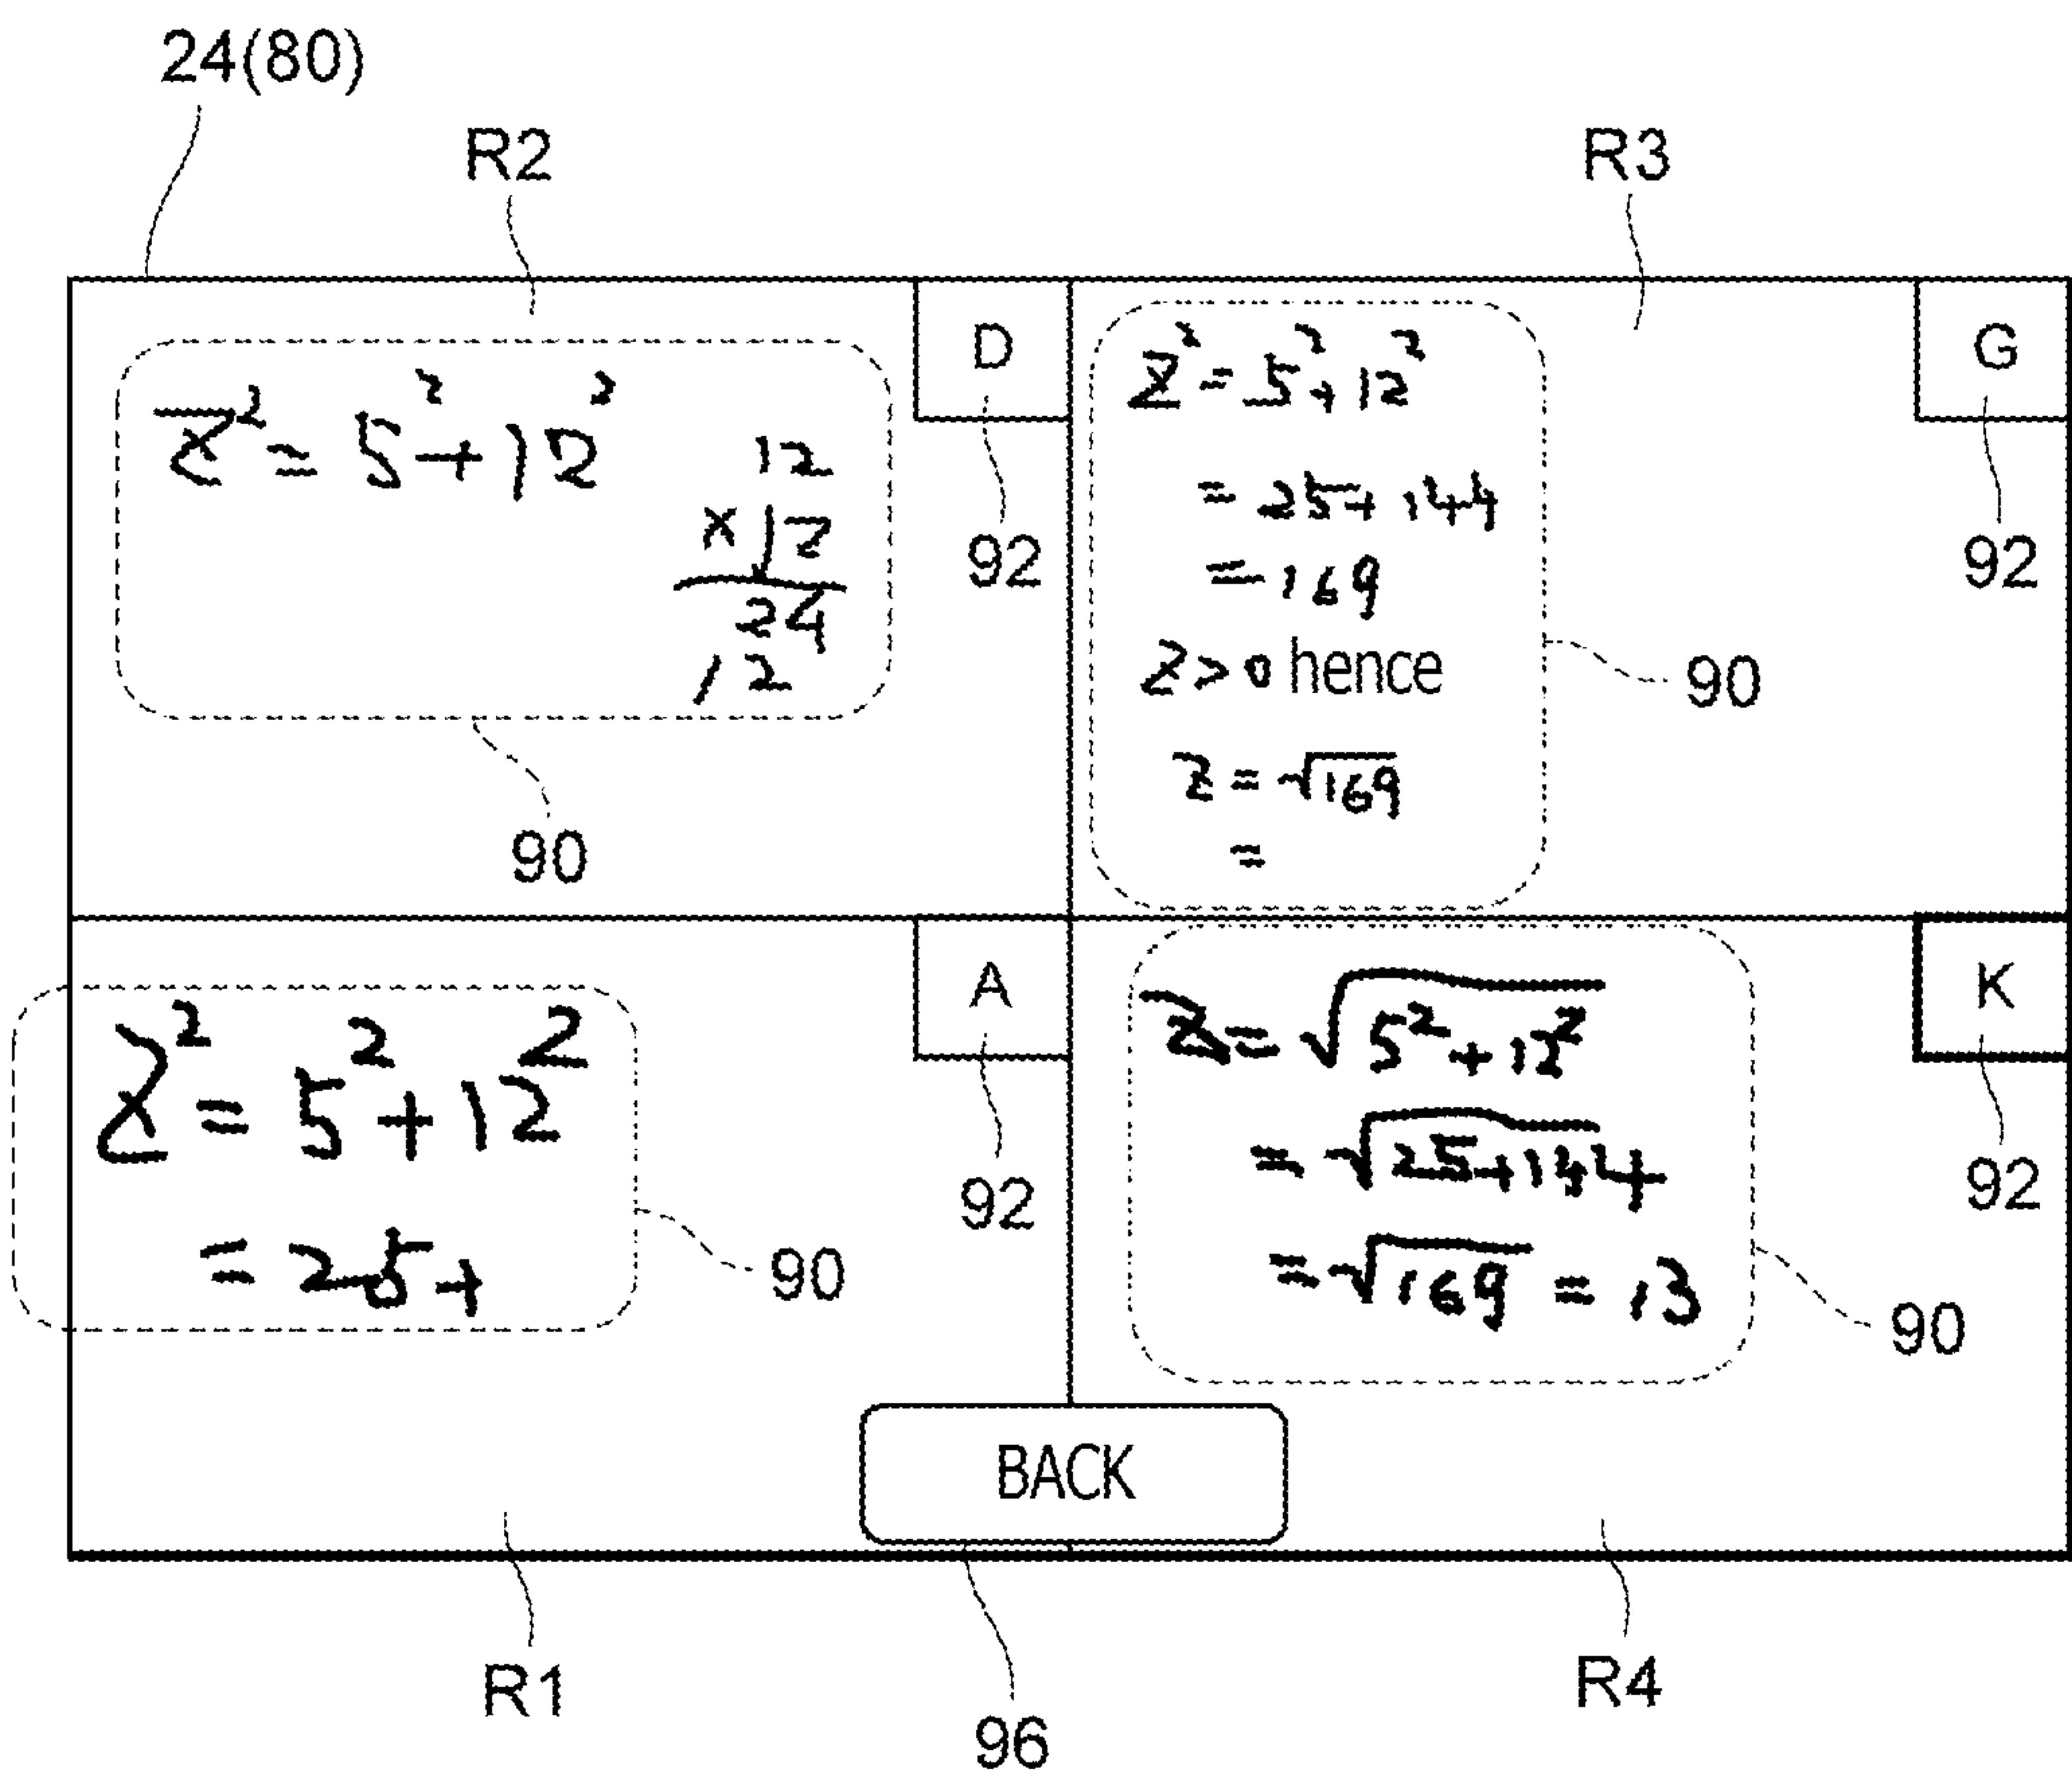 24(80)
R2
R3
D
G
Z² = 5² + 12²
12
× 12
24
12
92
90
Z² = 5² + 12²
= 25 + 144
= 169
Z > 0 hence
Z = √169
=
92
90
A
K
Z² = 5² + 12²
= 25 +
92
90
Z = √5² + 12²
= √25 + 144
= √169 = 13
92
90
BACK
R1
R4
96